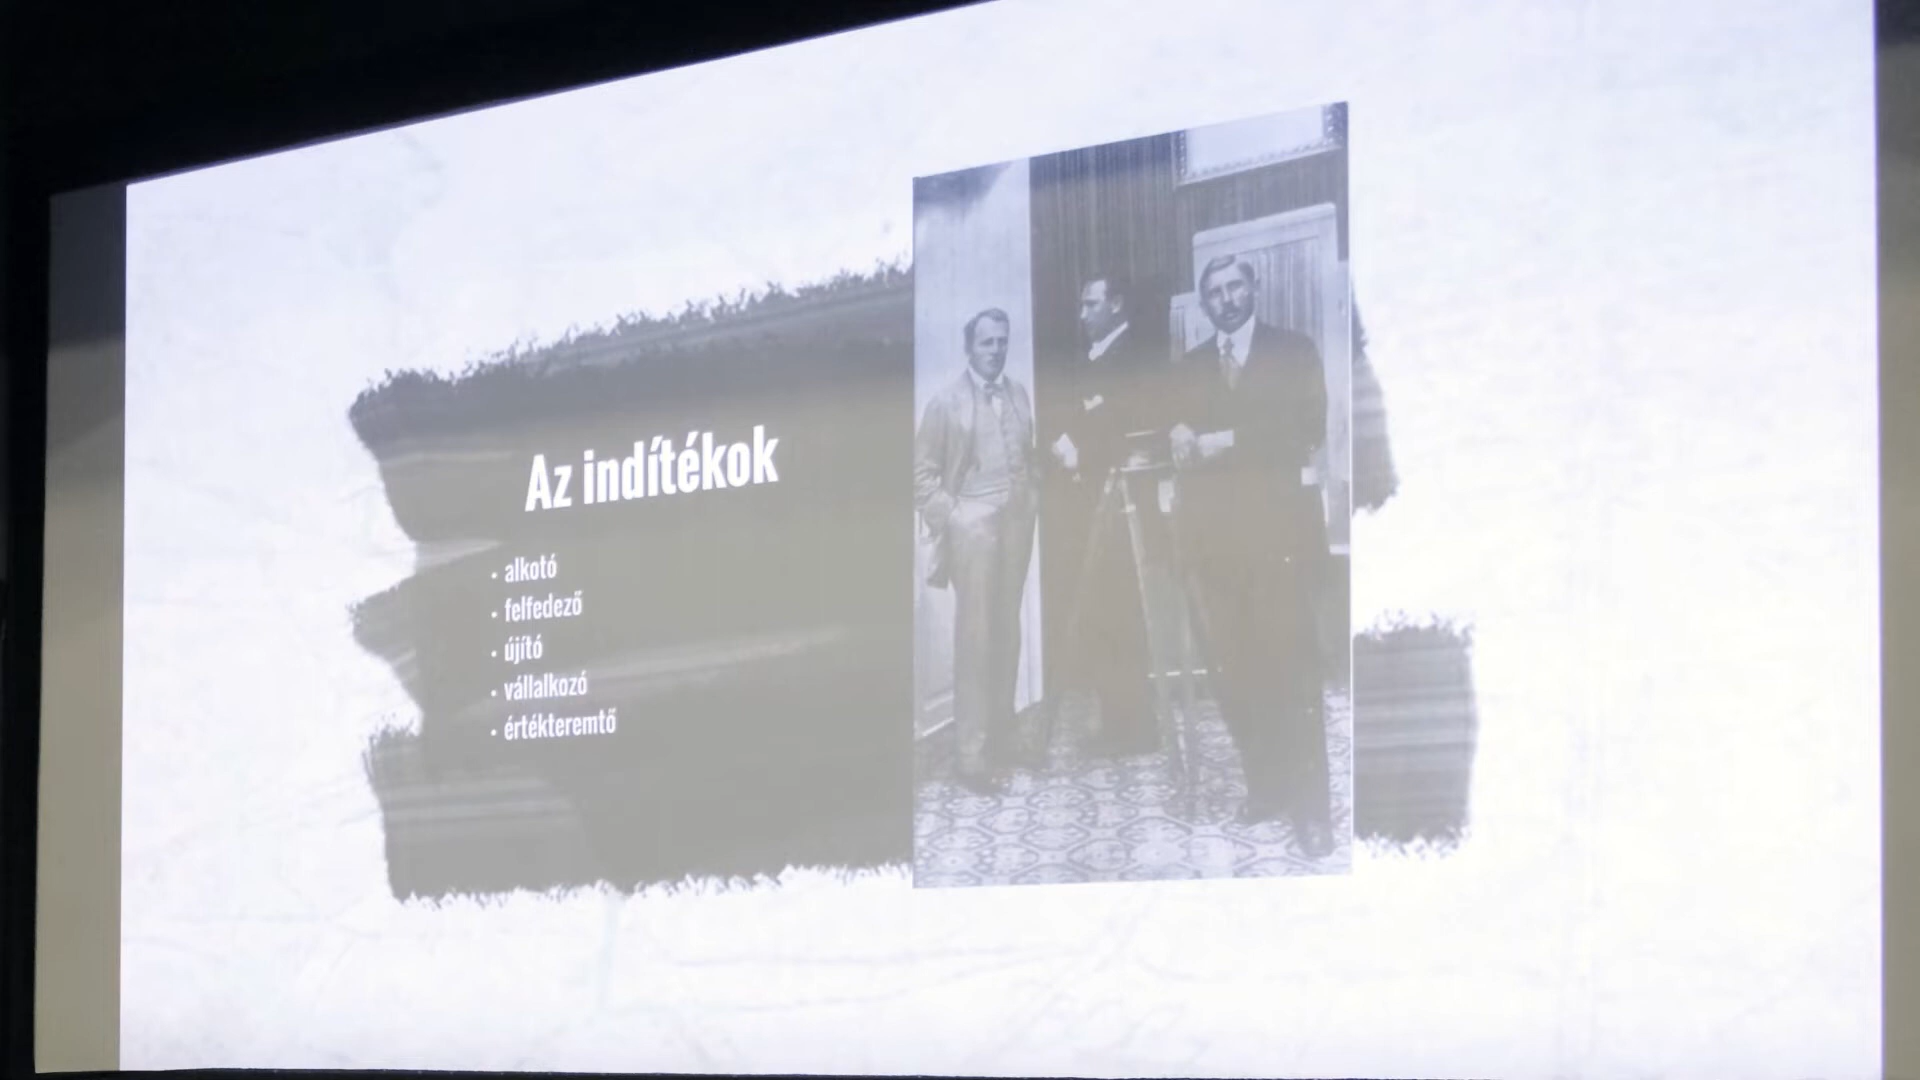 Az indítékok
· alkotó
· felfedező
· újító
· vállalkozó
· értékteremtő